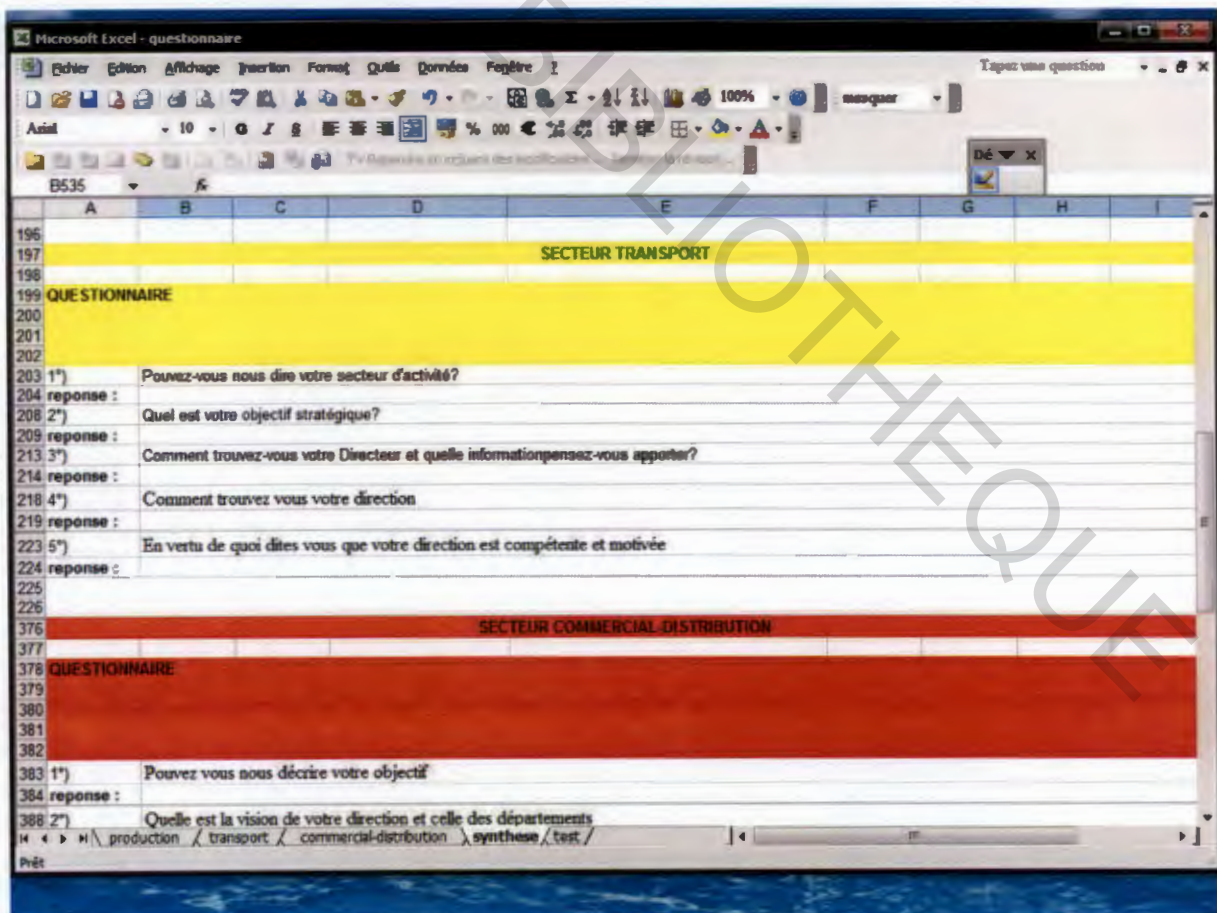 Microsoft Excel - questionnaire
Fichier Edition Affichage Insertion Format Outils Données Fenêtre ?
Tapez une question
100%
masquer
Arial
10
G I S
% 000 €
Dé
B535
fx
A B C D E F G H I
196
197 SECTEUR TRANSPORT
198
199 QUESTIONNAIRE
200
201
202
203 1°) Pouvez-vous nous dire votre secteur d'activité?
204 reponse :
208 2°) Quel est votre objectif stratégique?
209 reponse :
213 3°) Comment trouvez-vous votre Directeur et quelle informationpensez-vous apporter?
214 reponse :
218 4°) Comment trouvez vous votre direction
219 reponse :
223 5°) En vertu de quoi dites vous que votre direction est compétente et motivée
224 reponse :
225
226
376 SECTEUR COMMERCIAL-DISTRIBUTION
377
378 QUESTIONNAIRE
379
380
381
382
383 1°) Pouvez vous nous décrire votre objectif
384 reponse :
388 2°) Quelle est la vision de votre direction et celle des départements
production / transport / commercial-distribution \ synthese / test /
Prêt
BIBLIOTHEQUE